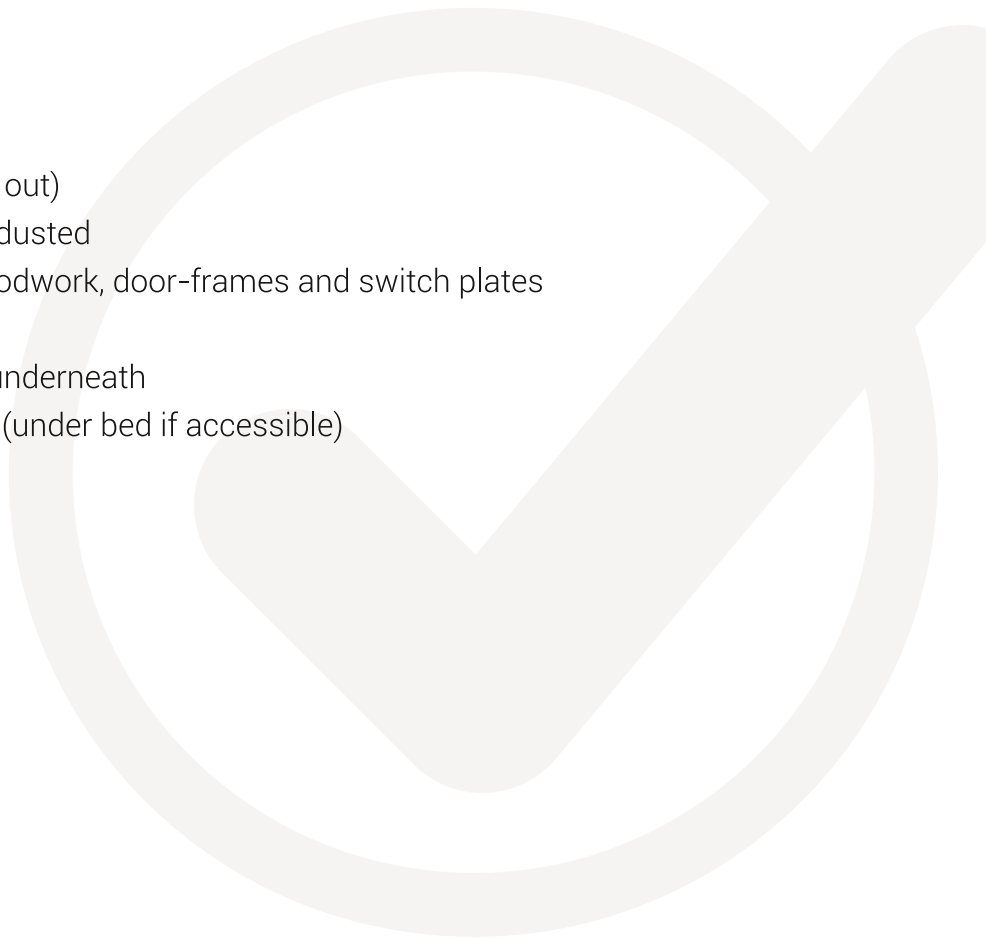 out)
dusted
odwork, door-frames and switch plates
underneath
(under bed if accessible)